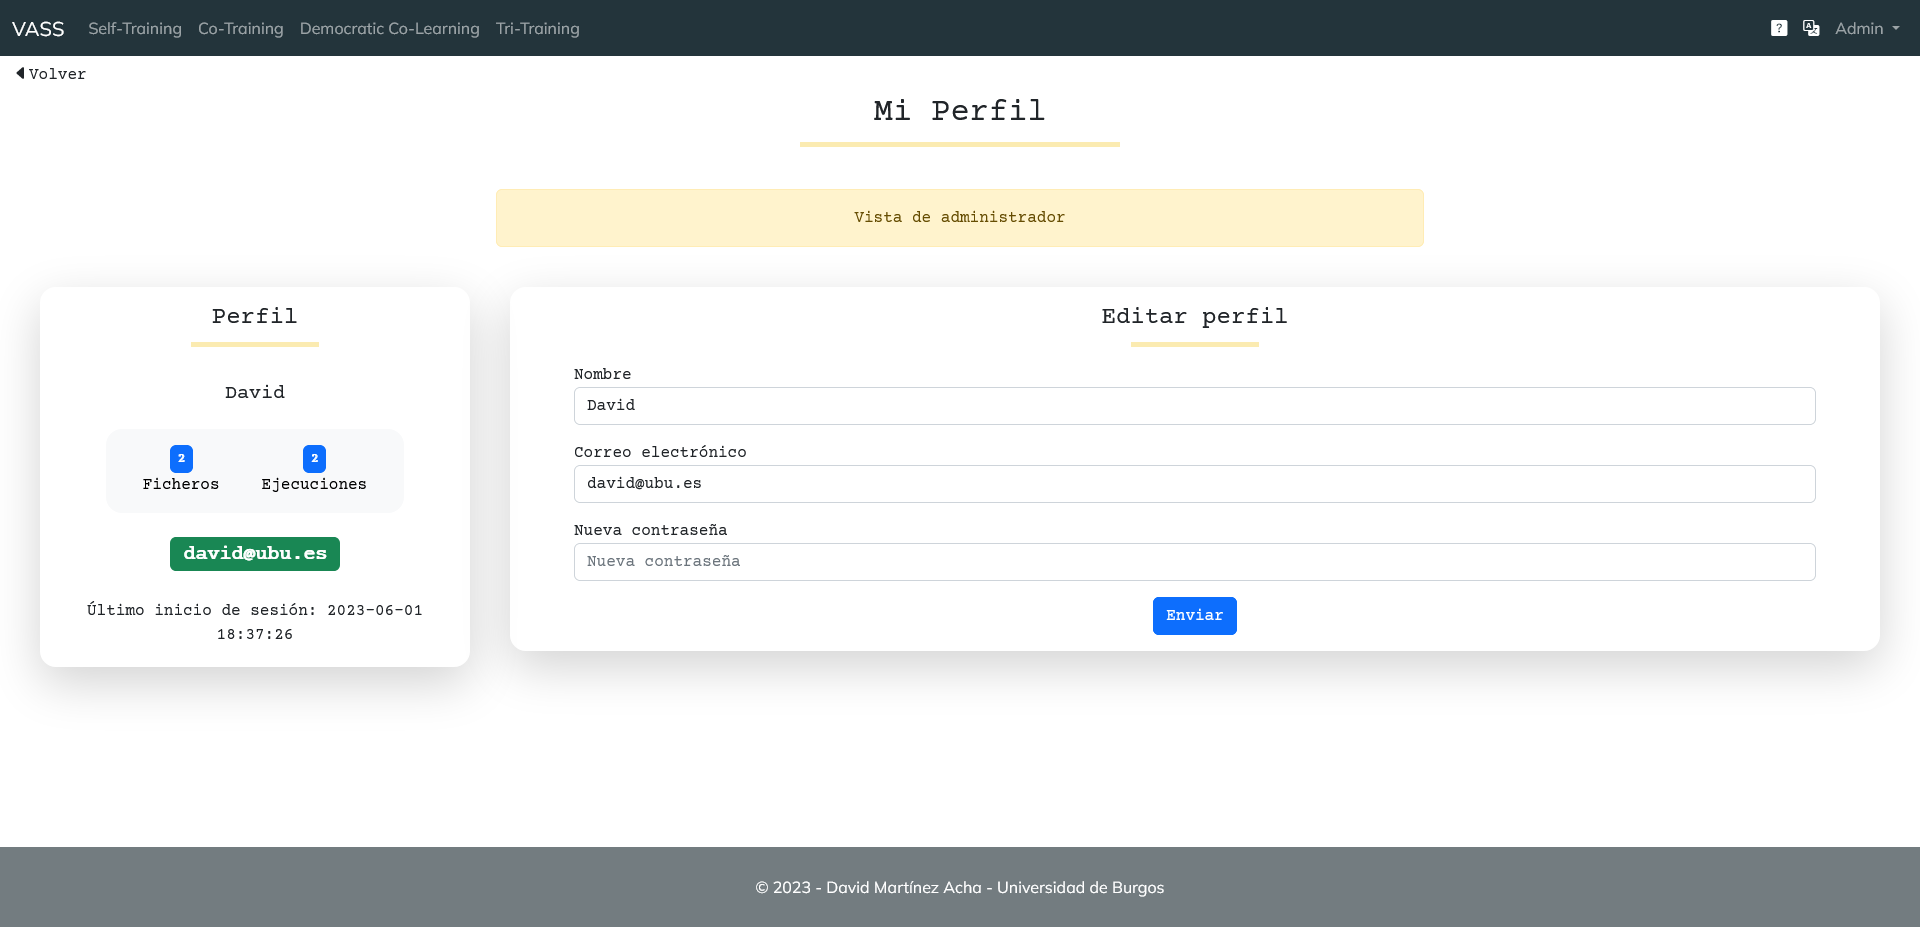 VASS Self-Training Co-Training Democratic Co-Learning Tri-Training ? Admin
Volver
Mi Perfil
Vista de administrador
Perfil
David
2 2
Ficheros Ejecuciones
david@ubu.es
Último inicio de sesión: 2023-06-01
18:37:26
Editar perfil
Nombre
David
Correo electrónico
david@ubu.es
Nueva contraseña
Nueva contraseña
Enviar
© 2023 - David Martínez Acha - Universidad de Burgos